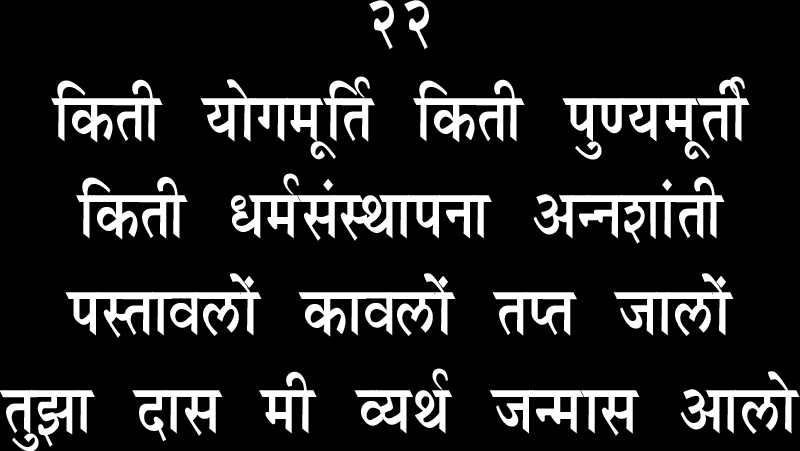 २२
किती योगमूर्ति किती पुण्यमूर्ती
किती धर्मसंस्थापना अन्नशांती
पस्तावलों कावलों तप्त जालों
तुझा दास मी व्यर्थ जन्मास आलो